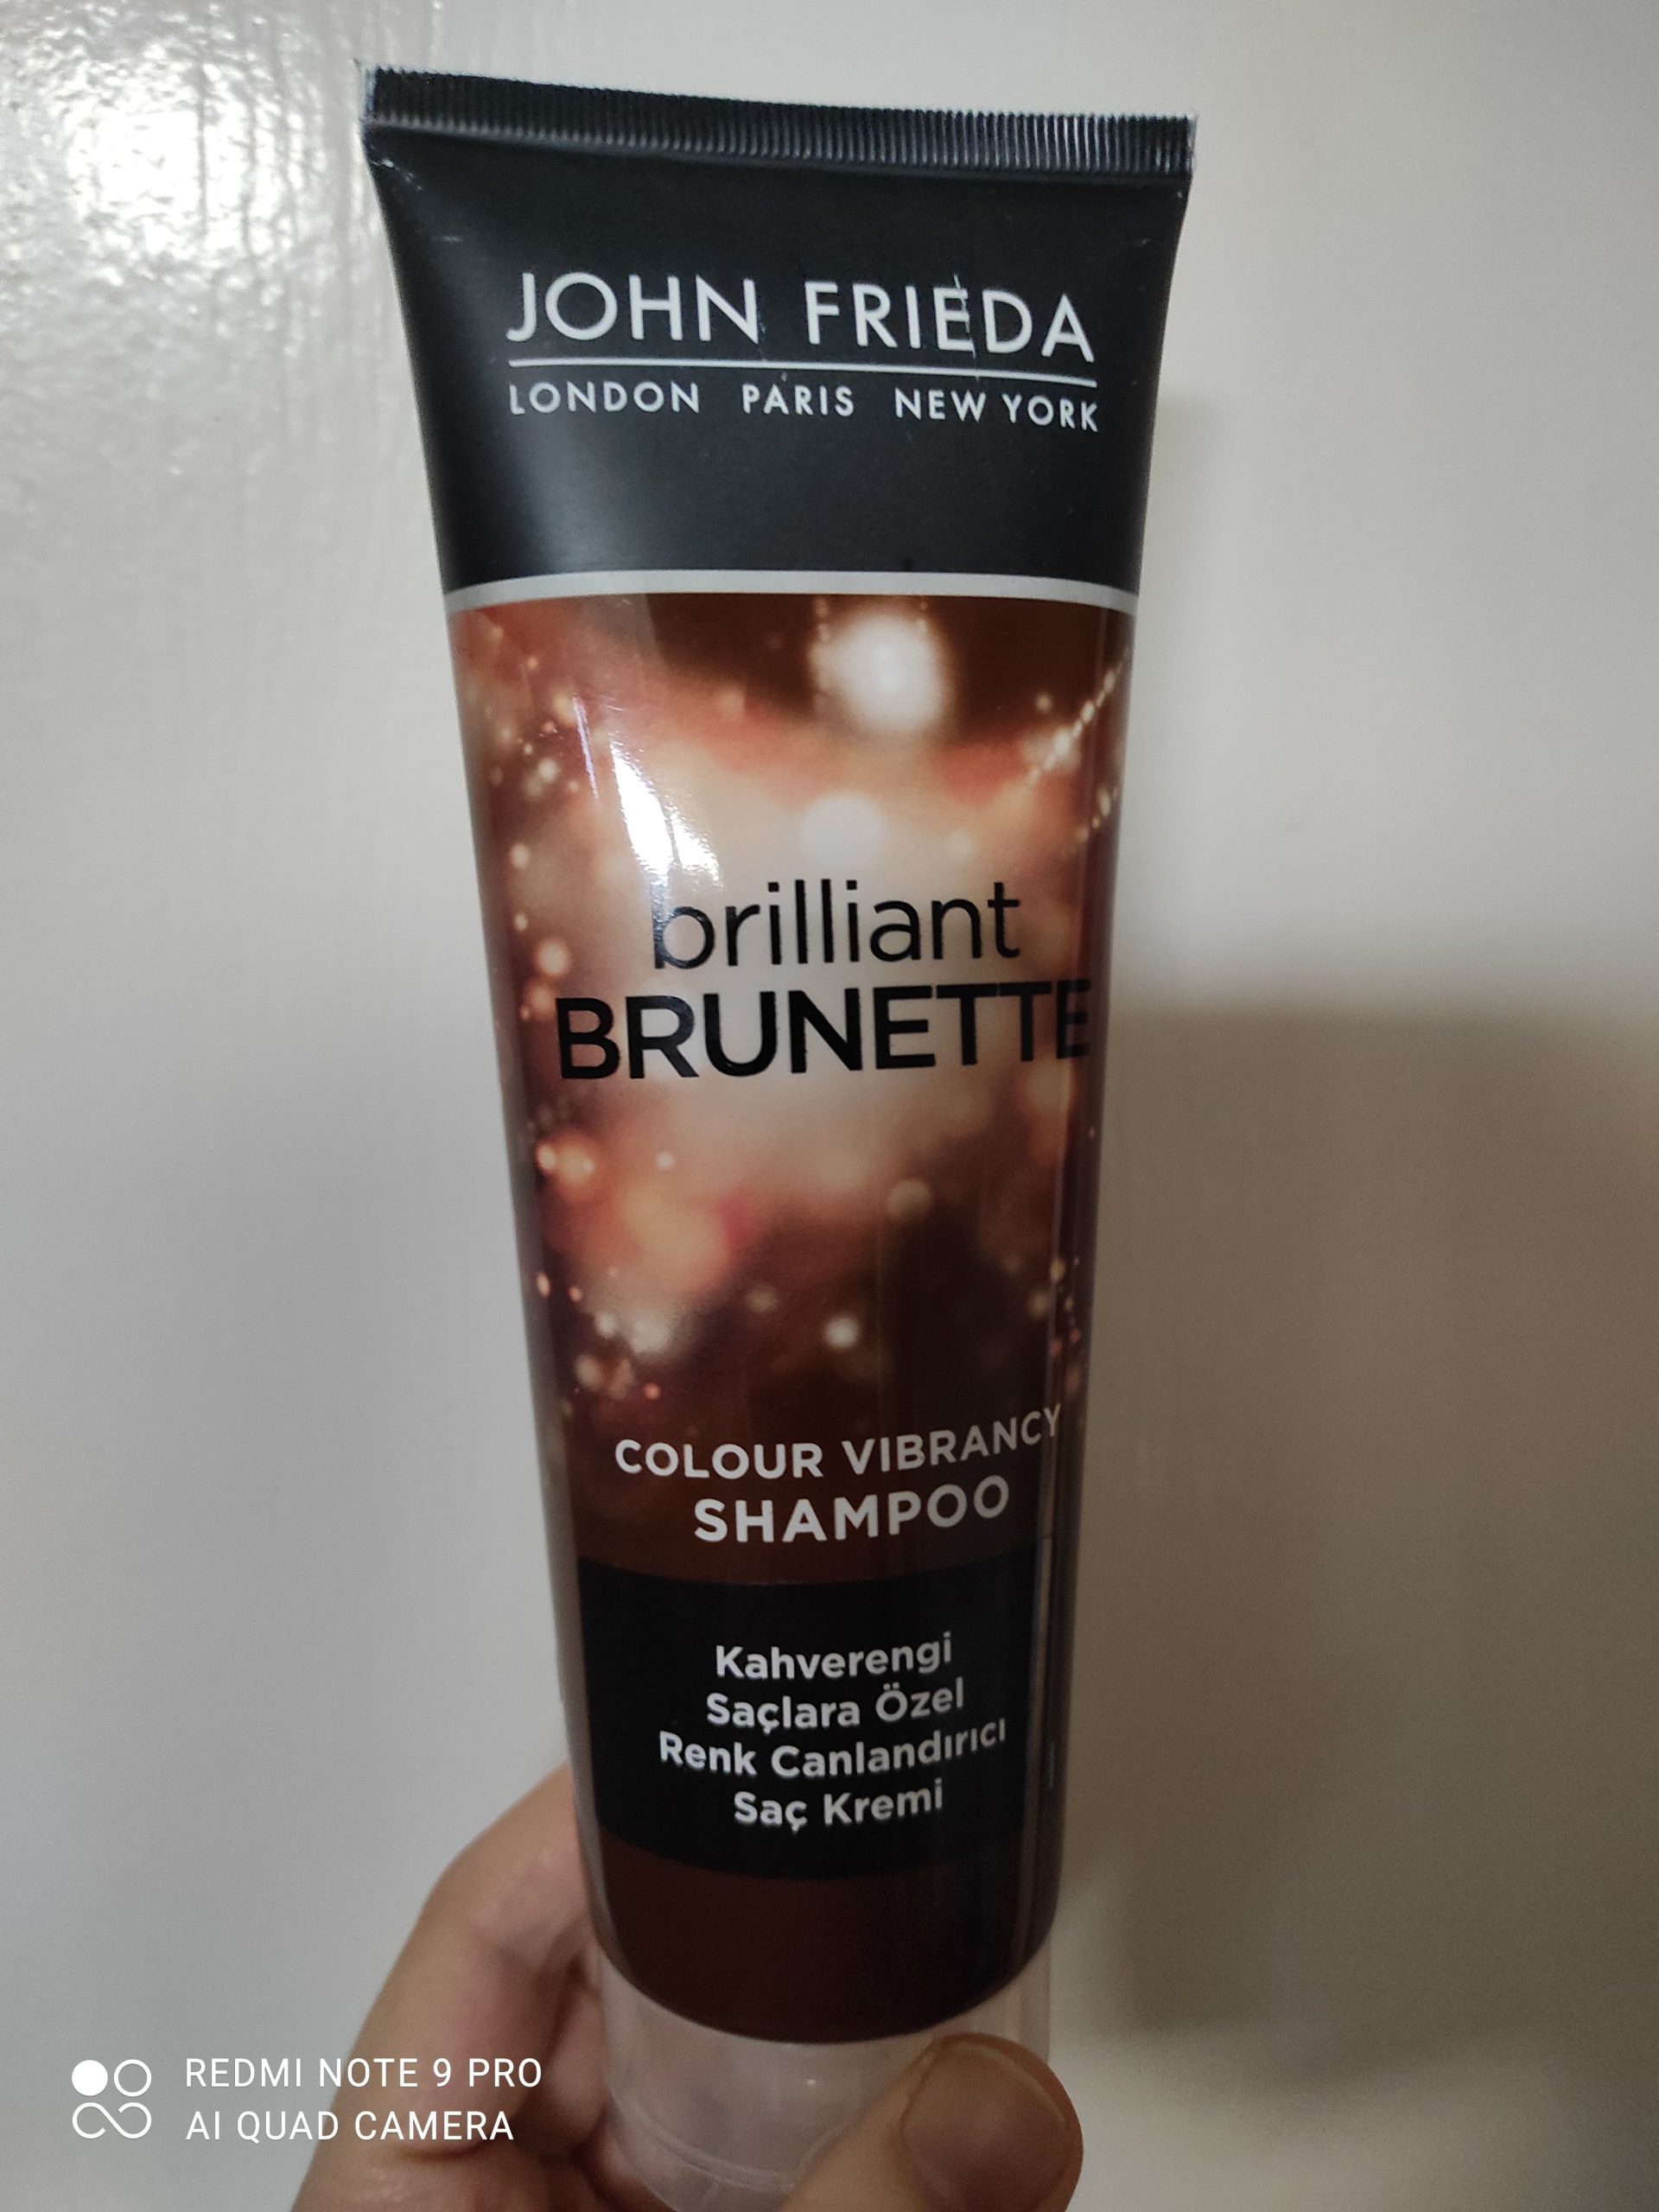 JOHN FRIEDA
LONDON PARIS NEW YORK
brilliant
BRUNETTE
COLOUR VIBRANCY
SHAMPOO
Kahverengi
Saçlara Özel
Renk Canlandırıcı
Saç Kremi
REDMI NOTE 9 PRO
AI QUAD CAMERA